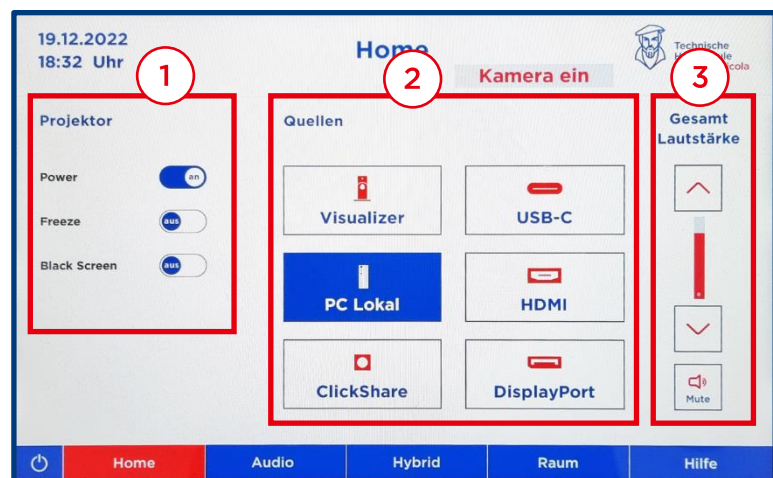 19.12.2022
18:32 Uhr
Home
Kamera ein
Technische
1
2
3
Projektor
Power
an
Freeze
aus
Black Screen
aus
Quellen
Visualizer
USB-C
PC Lokal
HDMI
ClickShare
DisplayPort
Gesamt
Lautstärke
Mute
Home
Audio
Hybrid
Raum
Hilfe